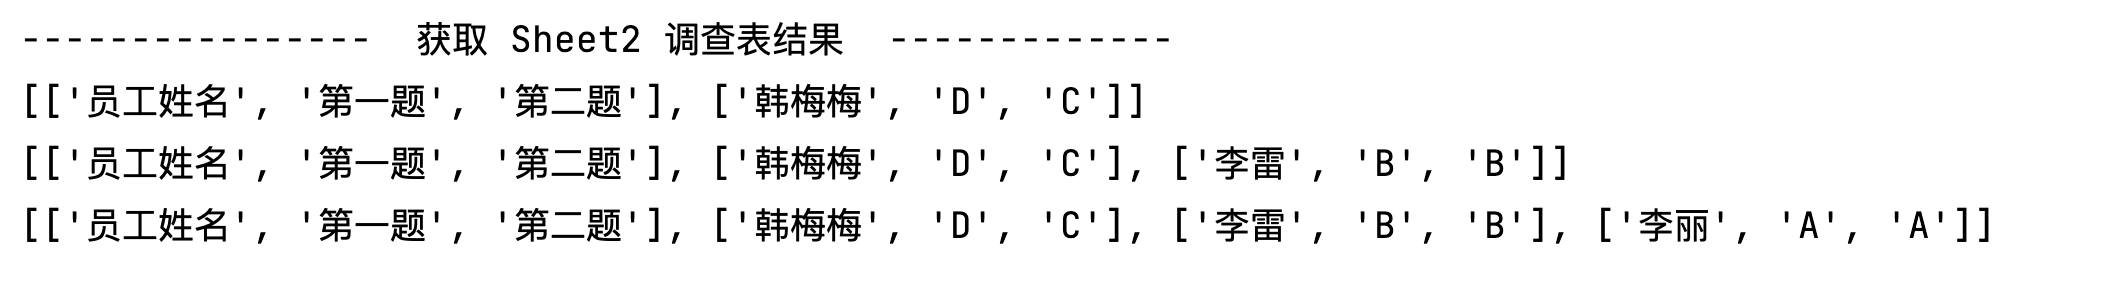 ----------------  获取 Sheet2 调查表结果  -------------
[['员工姓名', '第一题', '第二题'], ['韩梅梅', 'D', 'C']]
[['员工姓名', '第一题', '第二题'], ['韩梅梅', 'D', 'C'], ['李雷', 'B', 'B']]
[['员工姓名', '第一题', '第二题'], ['韩梅梅', 'D', 'C'], ['李雷', 'B', 'B'], ['李丽', 'A', 'A']]